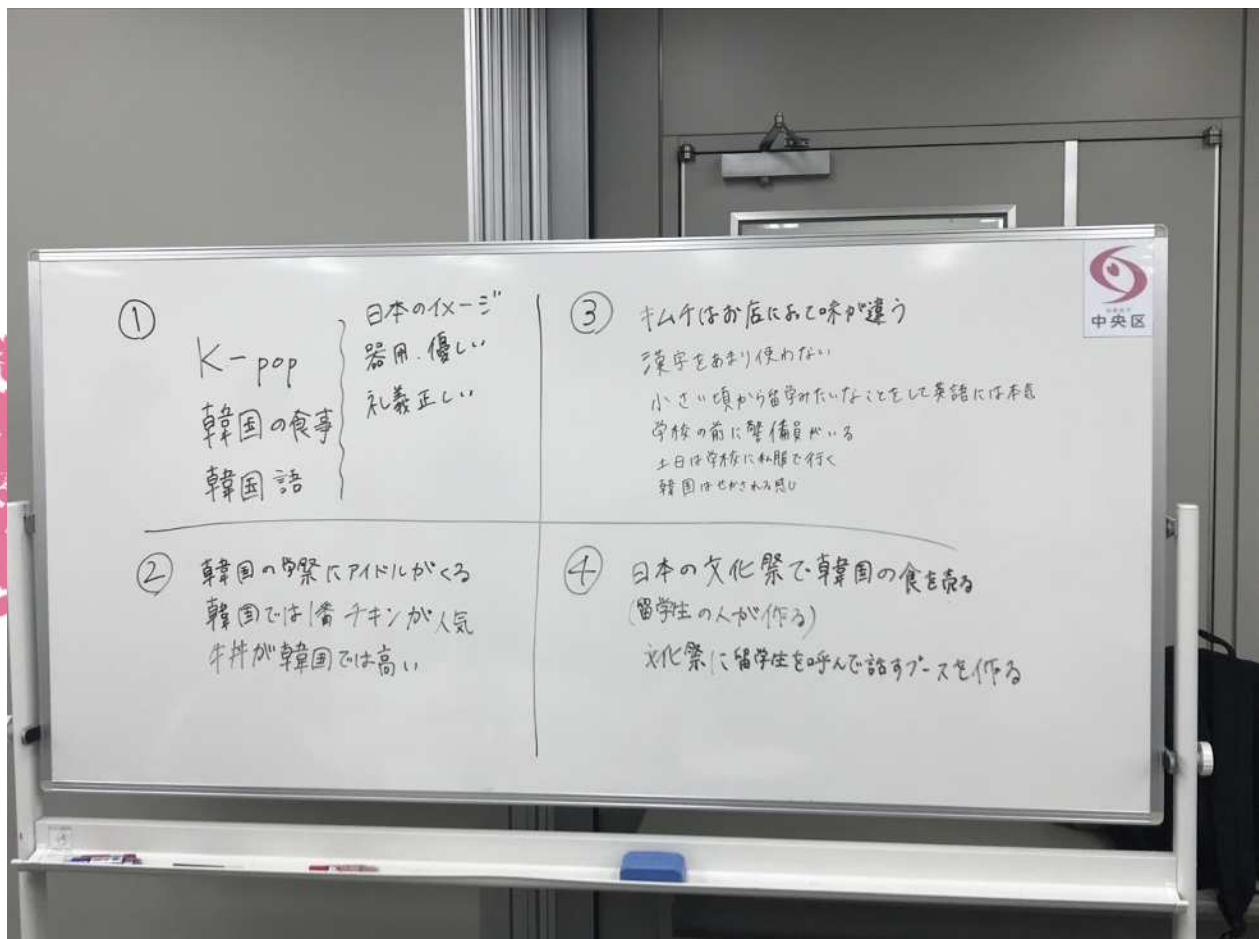 ①
K-pop
韓国の食事
韓国語
日本のイメージ
器用、優しい
礼義正しい
②
韓国の学祭にアイドルがくる
韓国では1番チキンが人気
牛丼が韓国では高い
③
キムチはお店によって味が違う
漢字をあまり使わない
小さい頃から留学みたいなことをして英語には本気
学校の前に警備員がいる
土日は学校に私服で行く
韓国はせかされる感じ
④
日本の文化祭で韓国の食を売る
(留学生の人が作る)
文化祭に留学生を呼んで話すブースを作る
中央区